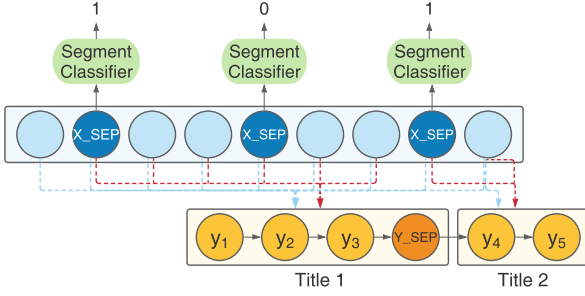 1 0 1
Segment Classifier
Segment Classifier
Segment Classifier
X_SEP X_SEP X_SEP
y1 y2 y3 Y_SEP y4 y5
Title 1 Title 2